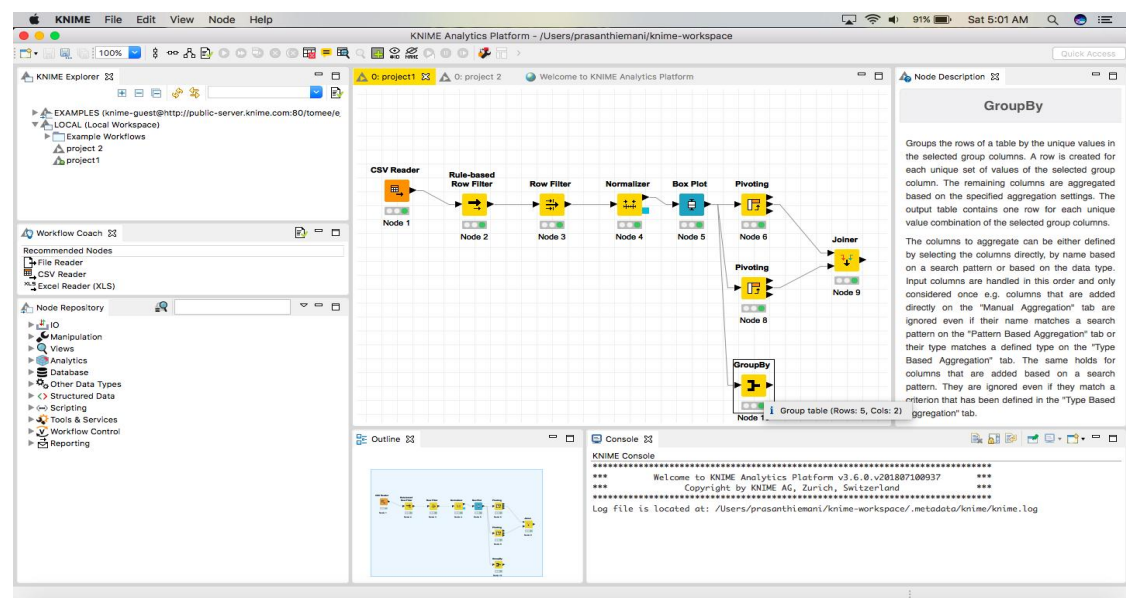 KNIME File Edit View Node Help 91% Sat 5:01 AM
KNIME Analytics Platform - /Users/prasanthiemani/knime-workspace
100% Quick Access
KNIME Explorer
EXAMPLES (knime-guest@http://public-server.knime.com:80/tomee/e
LOCAL (Local Workspace)
Example Workflows
project 2
project1
Workflow Coach
Recommended Nodes
File Reader
CSV Reader
Excel Reader (XLS)
Node Repository
IO
Manipulation
Views
Analytics
Database
Other Data Types
Structured Data
Scripting
Tools & Services
Workflow Control
Reporting
0: project1 0: project 2 Welcome to KNIME Analytics Platform
CSV Reader
Node 1
Rule-based
Row Filter
Node 2
Row Filter
Node 3
Normalizer
Node 4
Box Plot
Node 5
Pivoting
Node 6
Pivoting
Node 8
Joiner
Node 9
GroupBy
Node 1
Group table (Rows: 5, Cols: 2)
Node Description
GroupBy
Groups the rows of a table by the unique values in
the selected group columns. A row is created for
each unique set of values of the selected group
column. The remaining columns are aggregated
based on the specified aggregation settings. The
output table contains one row for each unique
value combination of the selected group columns.
The columns to aggregate can be either defined
by selecting the columns directly, by name based
on a search pattern or based on the data type.
Input columns are handled in this order and only
considered once e.g. columns that are added
directly on the "Manual Aggregation" tab are
ignored even if their name matches a search
pattern on the "Pattern Based Aggregation" tab or
their type matches a defined type on the "Type
Based Aggregation" tab. The same holds for
columns that are added based on a search
pattern. They are ignored even if they match a
criterion that has been defined in the "Type Based
ggregation" tab.
Outline
Console
KNIME Console
*** Welcome to KNIME Analytics Platform v3.6.0.v201807100937 ***
*** Copyright by KNIME AG, Zurich, Switzerland ***
Log file is located at: /Users/prasanthiemani/knime-workspace/.metadata/knime/knime.log